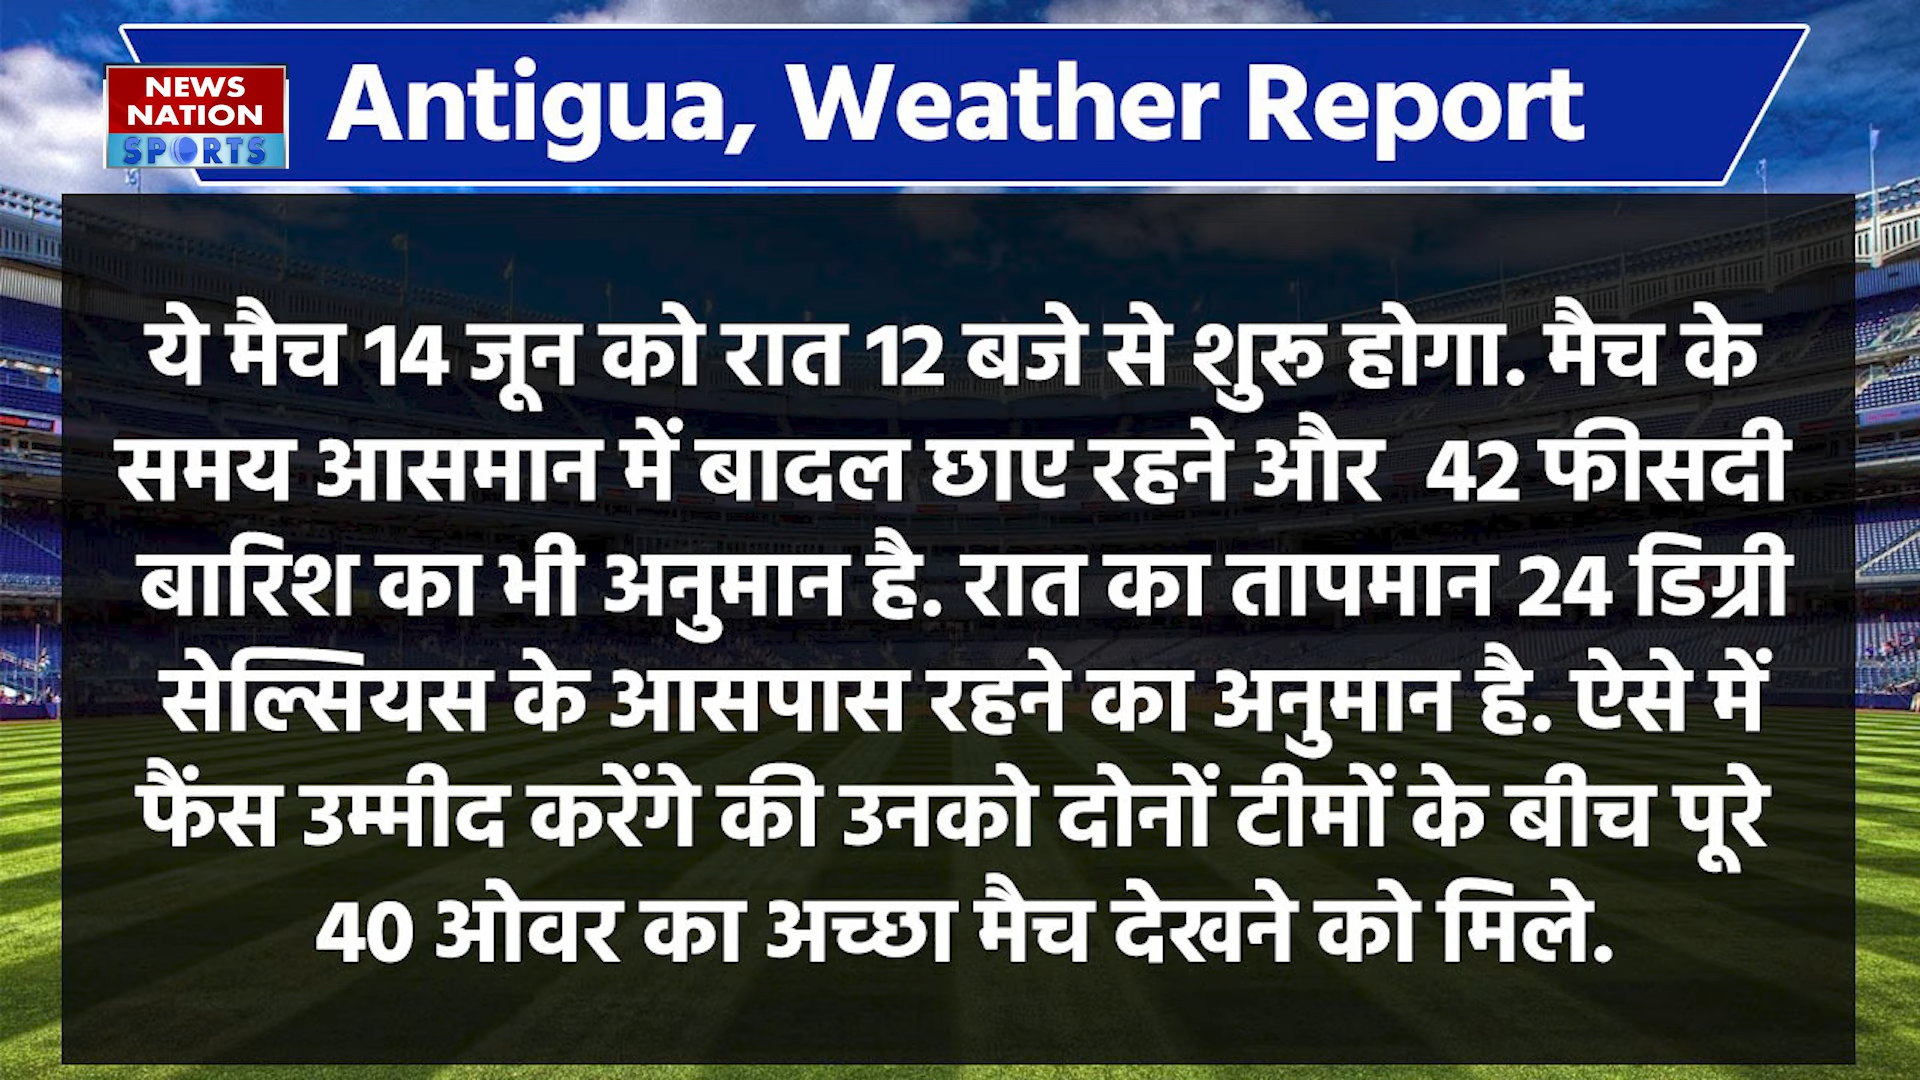 Antigua, Weather Report
NEWS
NATION
SPORTS
ये मैच 14 जून को रात 12 बजे से शुरू होगा. मैच के
समय आसमान में बादल छाए रहने और 42 फीसदी
बारिश का भी अनुमान है. रात का तापमान 24 डिग्री
सेल्सियस के आसपास रहने का अनुमान है. ऐसे में
फैंस उम्मीद करेंगे की उनको दोनों टीमों के बीच पूरे
40 ओवर का अच्छा मैच देखने को मिले.